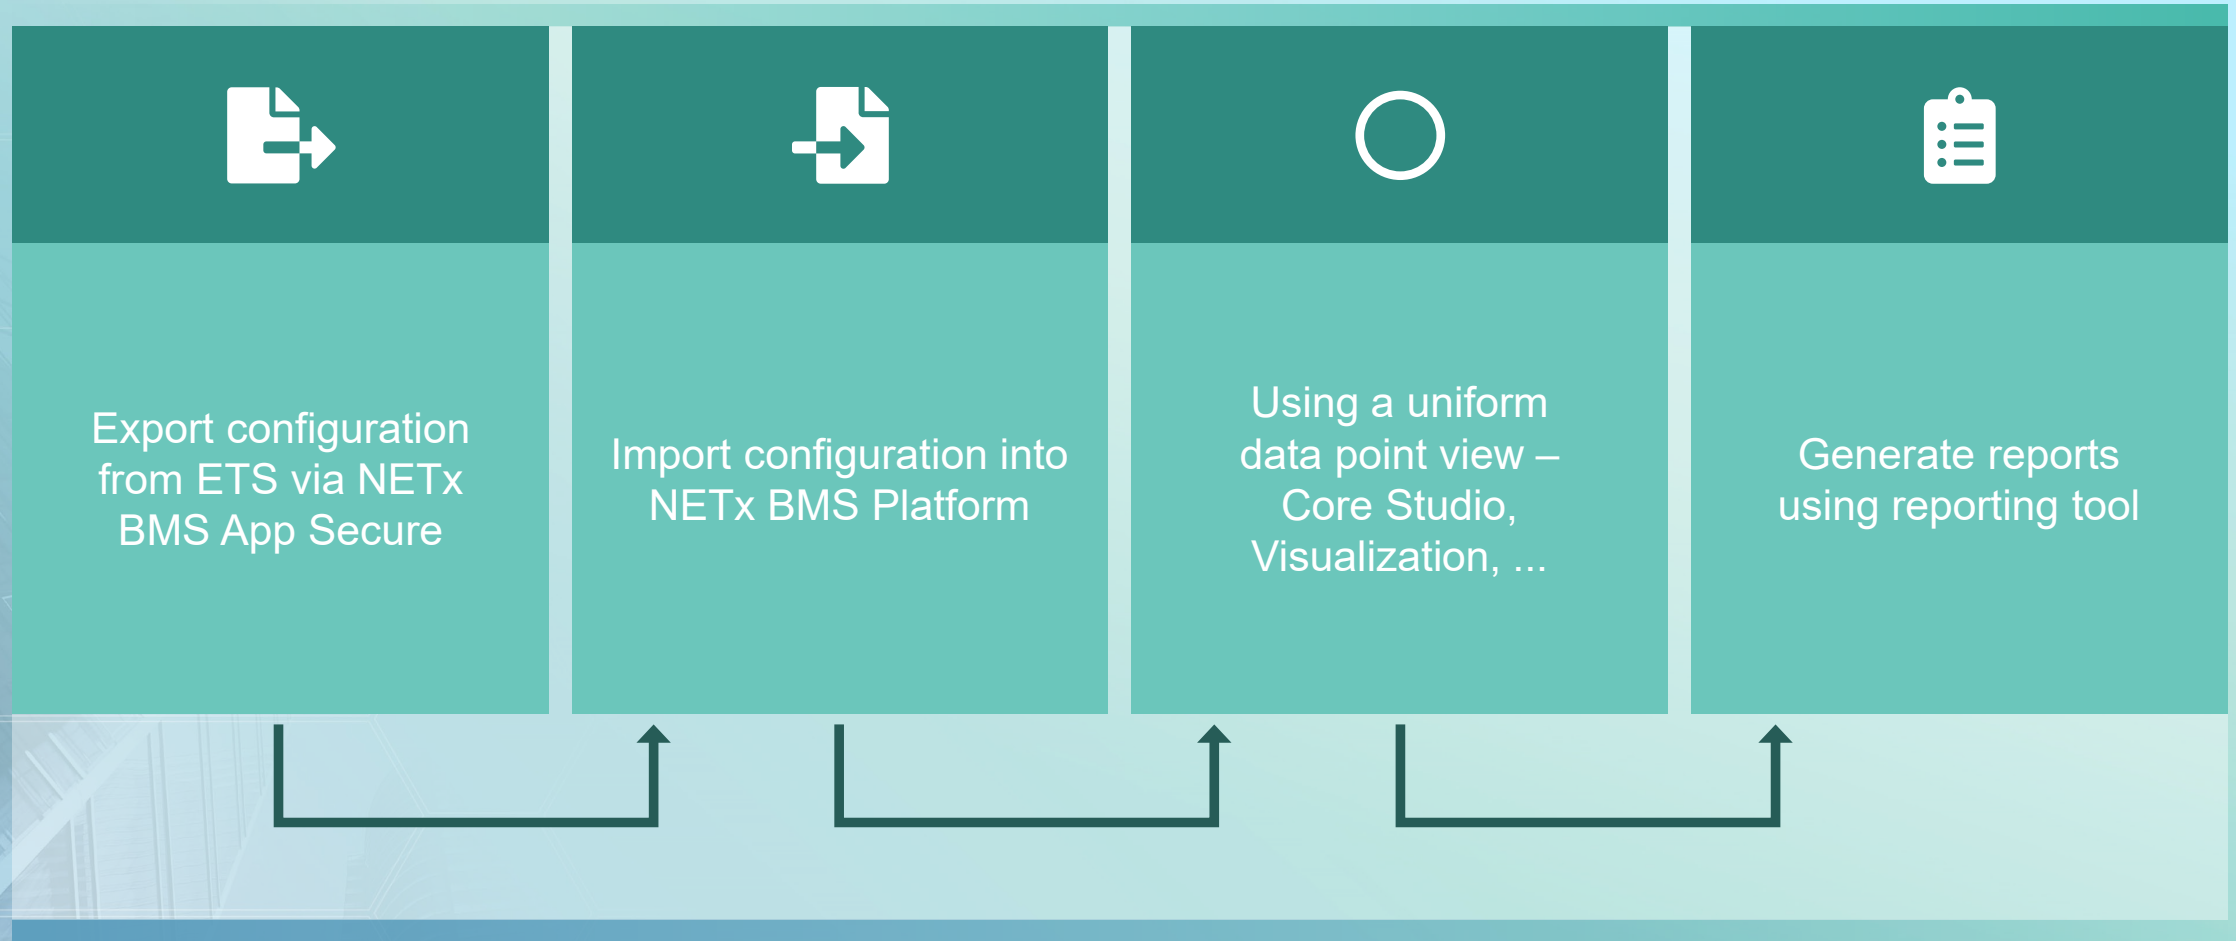 Export configuration
from ETS via NETx
BMS App Secure
Import configuration into
NETx BMS Platform
Using a uniform
data point view –
Core Studio,
Visualization, ...
Generate reports
using reporting tool